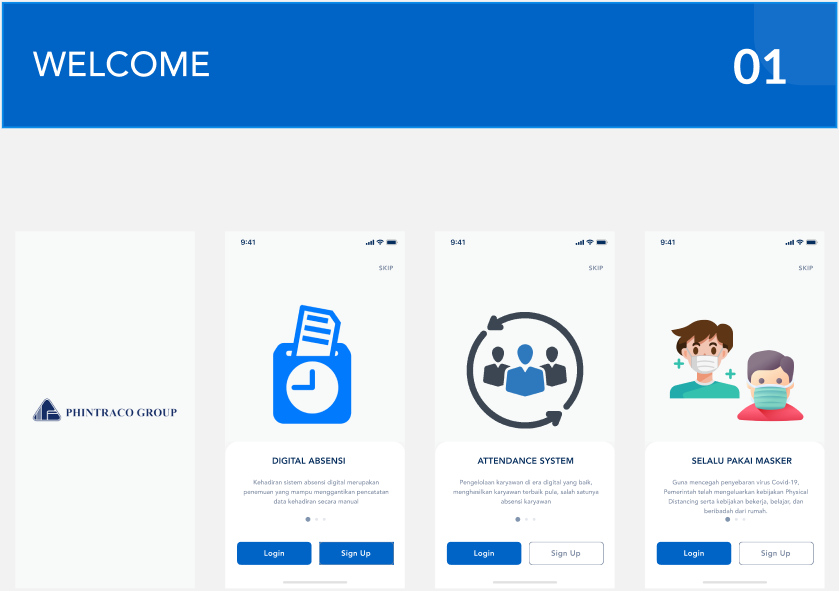 WELCOME
01
PHINTRACO GROUP
9:41
SKIP
DIGITAL ABSENSI
Kehadiran sistem absensi digital merupakan
penemuan yang mampu menggantikan pencatatan
data kehadiran secara manual
Login
Sign Up
9:41
SKIP
ATTENDANCE SYSTEM
Pengelolaan karyawan di era digital yang baik,
menghasilkan karyawan terbaik pula, salah satunya
absensi karyawan
Login
Sign Up
9:41
SKIP
SELALU PAKAI MASKER
Guna mencegah penyebaran virus Covid-19,
Pemerintah telah mengeluarkan kebijakan Physical
Distancing serta kebijakan bekerja, belajar, dan
beribadah dari rumah.
Login
Sign Up